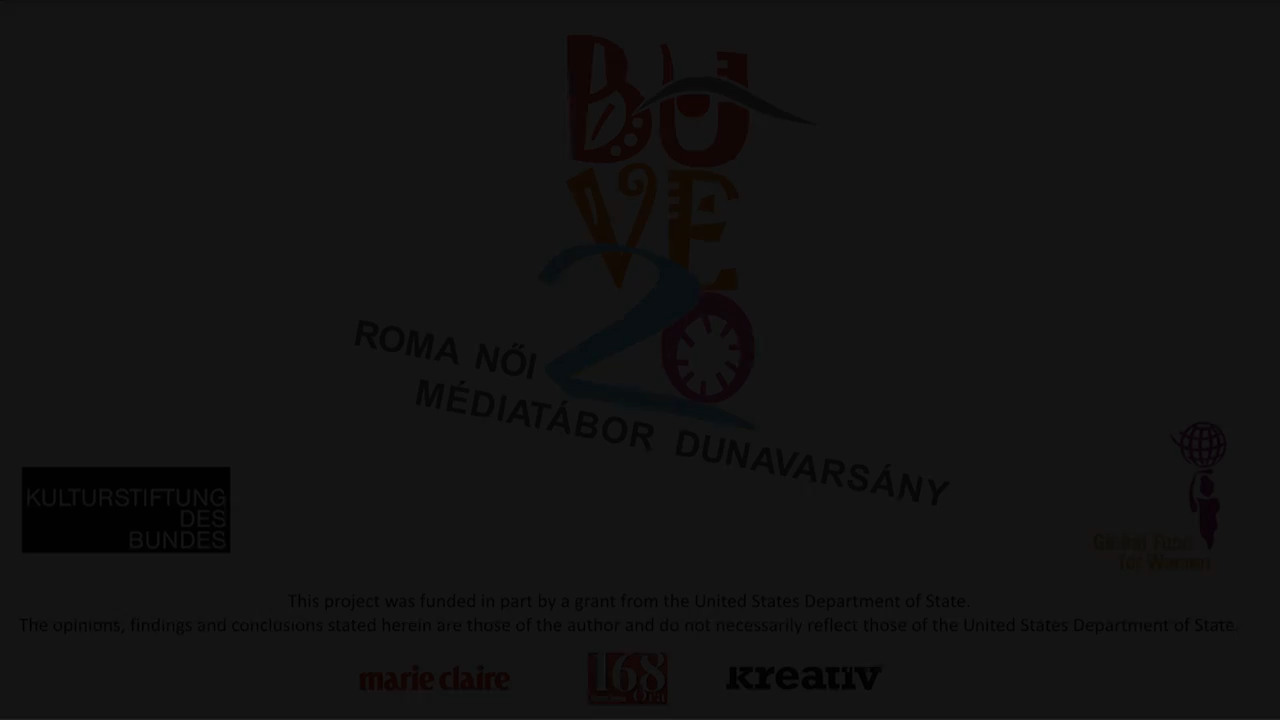 BU
VE
20
ROMA NŐI
MÉDIATÁBOR DUNAVARSÁNY
KULTURSTIFTUNG
DES
BUNDES
Global Fund
for Women
This project was funded in part by a grant from the United States Department of State.
The opinions, findings and conclusions stated herein are those of the author and do not necessarily reflect those of the United States Department of State.
marie claire
168
kreatív